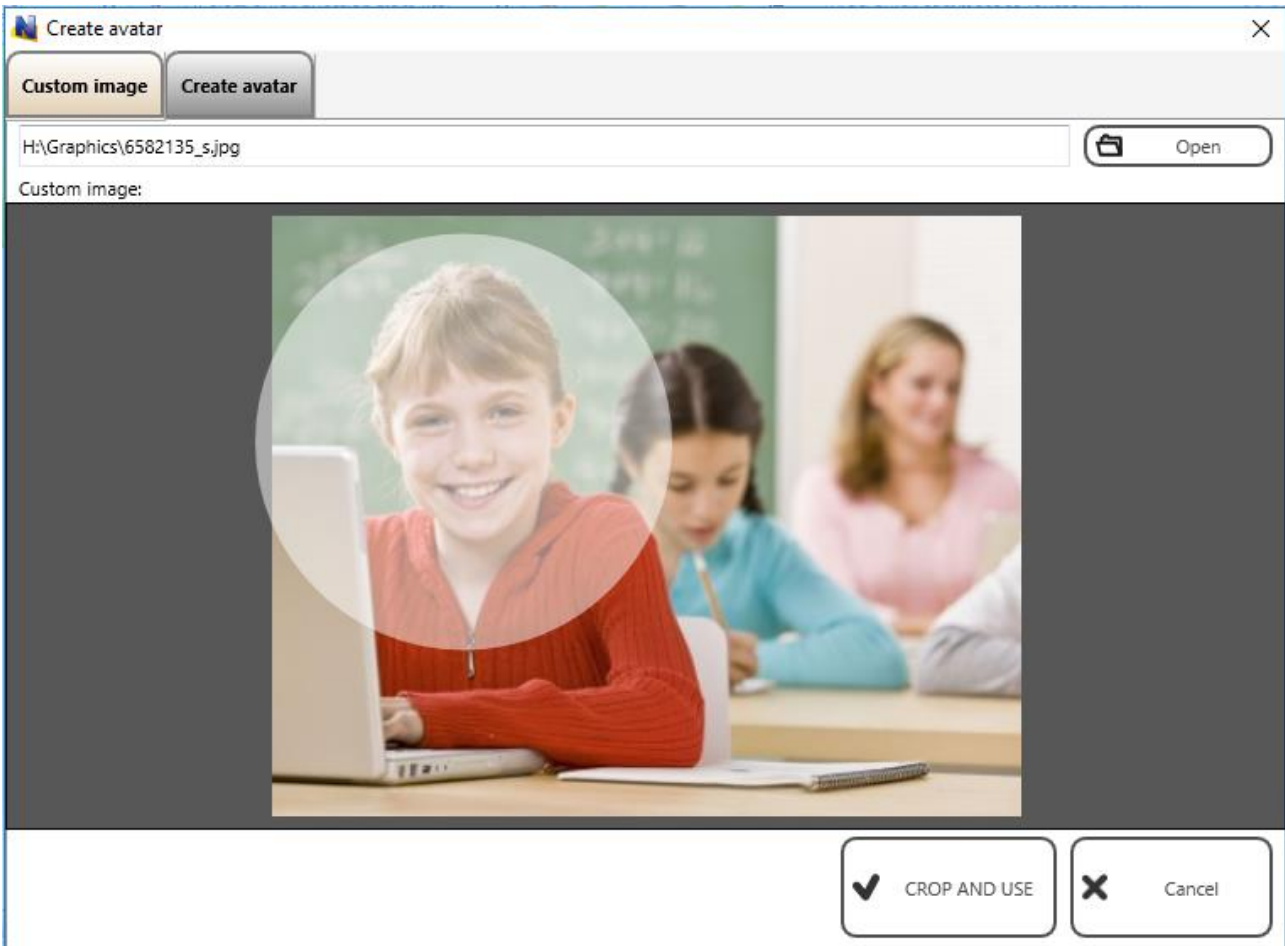 Create avatar
Custom image Create avatar
H:\Graphics\6582135_s.jpg Open
Custom image:
CROP AND USE Cancel